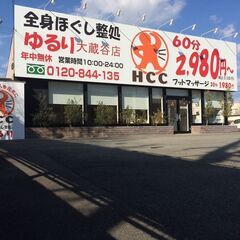 全身ほぐし整処
ゆるり大蔵谷店
年中無休 営業時間10:00-24:00
0120-844-135
HCC
60分
2,980円~
フットマッサージ 30分 1980円
HCC